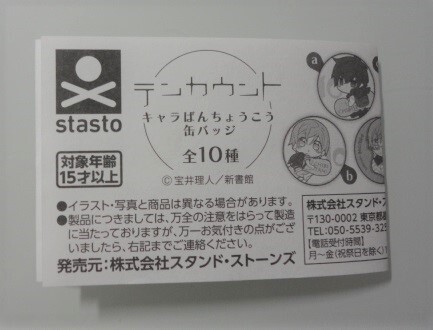 stasto
テンカウント
キャラばんちょうこう
缶バッジ
全10種
対象年齢
15才以上
© 宝井理人／新書館
a
b
●イラスト・写真と商品は異なる場合があります。
●製品につきましては、万全の注意をはらって製造
に当たっておりますが、万一お気付きの点がござ
いましたら、右記までご連絡ください。
発売元：株式会社スタンド・ストーンズ
株式会社スタンド・ス
〒130-0002 東京都
TEL:050-5539-325
【電話受付時間】
月〜金(祝祭日を除く)